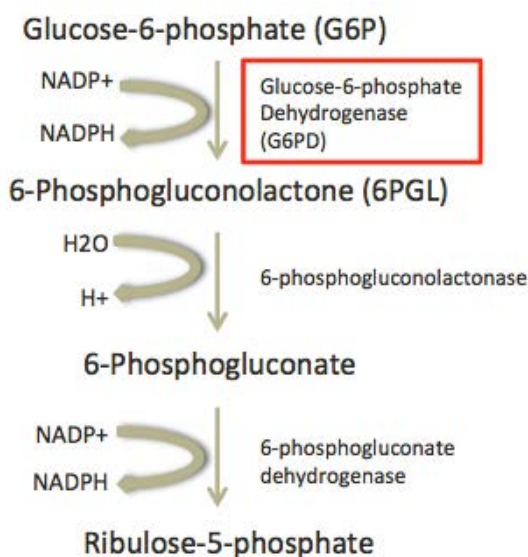 Glucose-6-phosphate (G6P)
NADP+
NADPH
Glucose-6-phosphate
Dehydrogenase
(G6PD)
6-Phosphogluconolactone (6PGL)
H2O
H+
6-phosphogluconolactonase
6-Phosphogluconate
NADP+
NADPH
6-phosphogluconate
dehydrogenase
Ribulose-5-phosphate